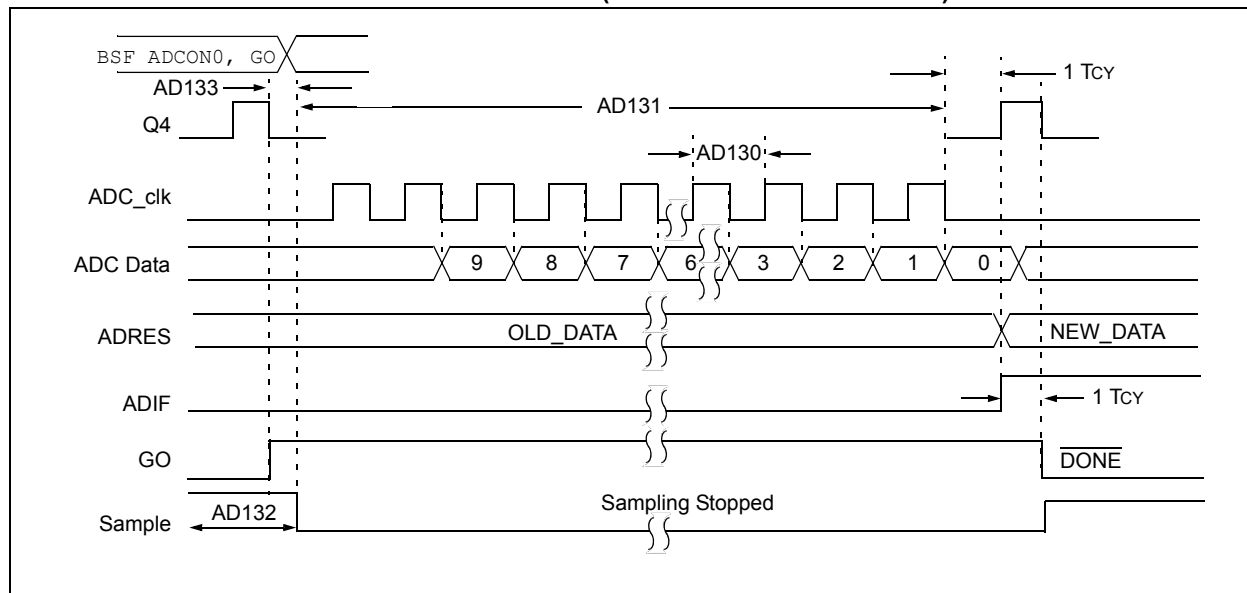 BSF ADCON0, GO
AD133
1 TCY
AD131
Q4
AD130
ADC_clk
ADC Data 9 8 7 6 3 2 1 0
ADRES OLD_DATA NEW_DATA
ADIF 1 TCY
GO DONE
Sampling Stopped
Sample AD132